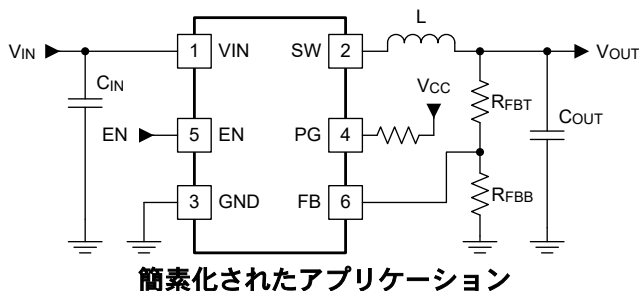 VIN
CIN
EN
1 VIN
5 EN
3 GND
SW 2
PG 4
FB 6
L
VCC
RFBT
RFBB
COUT
VOUT
簡素化されたアプリケーション